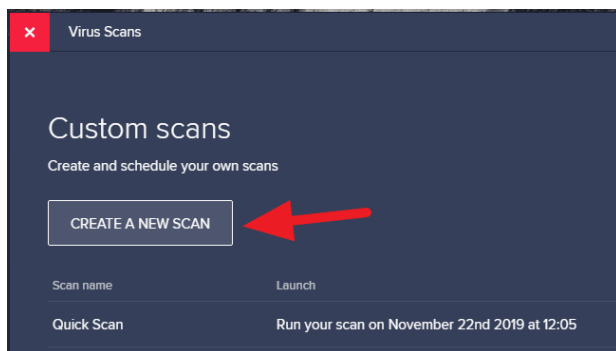 Virus Scans
Custom scans
Create and schedule your own scans
CREATE A NEW SCAN
Scan name Launch
Quick Scan Run your scan on November 22nd 2019 at 12:05